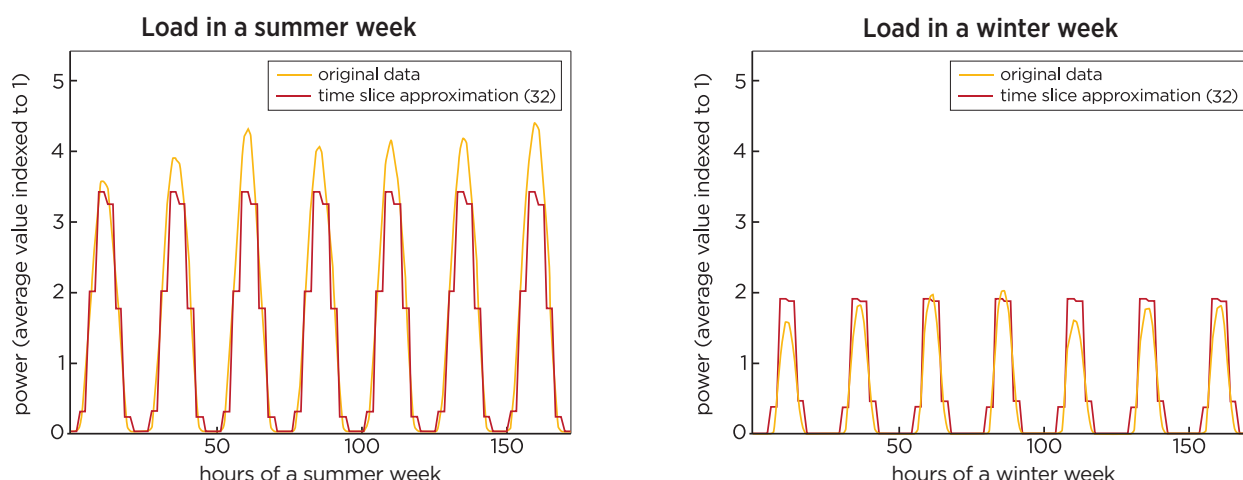 Load in a summer week
power (average value indexed to 1)
5
4
3
2
1
0
original data
time slice approximation (32)
50
100
150
hours of a summer week
Load in a winter week
power (average value indexed to 1)
5
4
3
2
1
0
original data
time slice approximation (32)
50
100
150
hours of a winter week